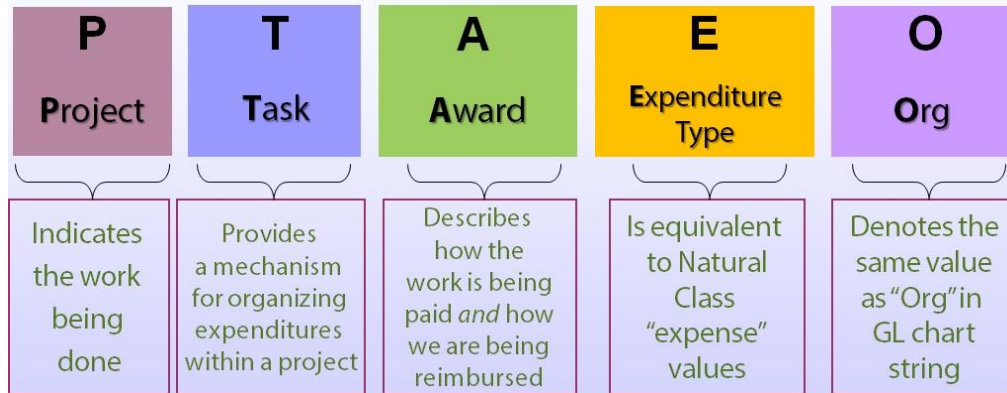 P
Project
T
Task
A
Award
E
Expenditure
Type
O
Org
Indicates
the work
being
done
Provides
a mechanism
for organizing
expenditures
within a project
Describes
how the
work is being
paid and how
we are being
reimbursed
Is equivalent
to Natural
Class
“expense”
values
Denotes the
same value
as “Org” in
GL chart
string